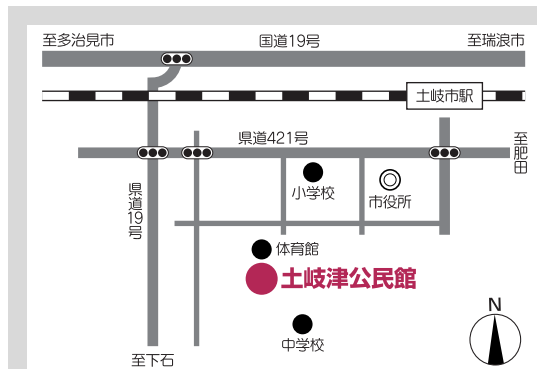 至多治見市
国道19号
至瑞浪市
土岐市駅
県道421号
至肥田
小学校
市役所
県道19号
体育館
土岐津公民館
中学校
至下石
N